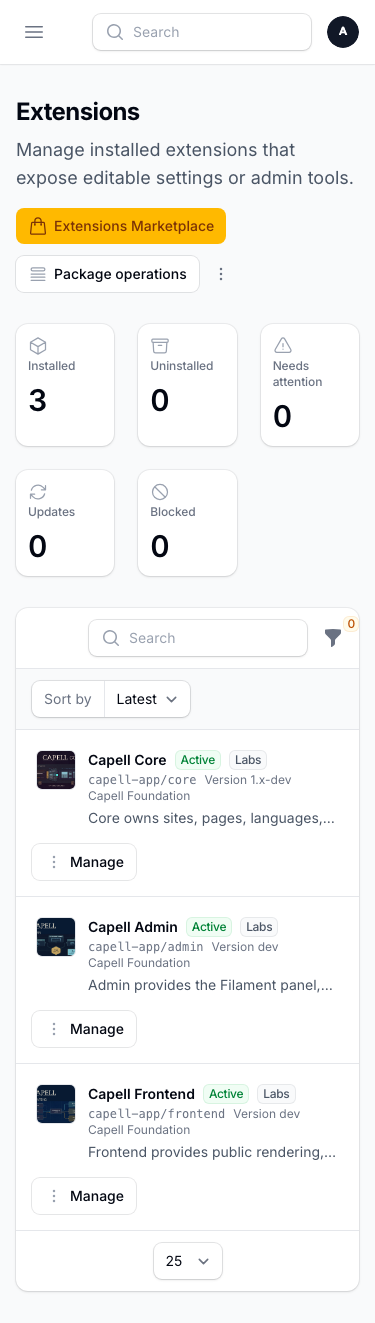 Search
A
Extensions
Manage installed extensions that
expose editable settings or admin tools.
Extensions Marketplace
Package operations
Installed
3
Uninstalled
0
Needs
attention
0
Updates
0
Blocked
0
Search
0
Sort by Latest
Capell Core Active Labs
capell-app/core Version 1.x-dev
Capell Foundation
Core owns sites, pages, languages,...
Manage
Capell Admin Active Labs
capell-app/admin Version dev
Capell Foundation
Admin provides the Filament panel,...
Manage
Capell Frontend Active Labs
capell-app/frontend Version dev
Capell Foundation
Frontend provides public rendering,...
Manage
25